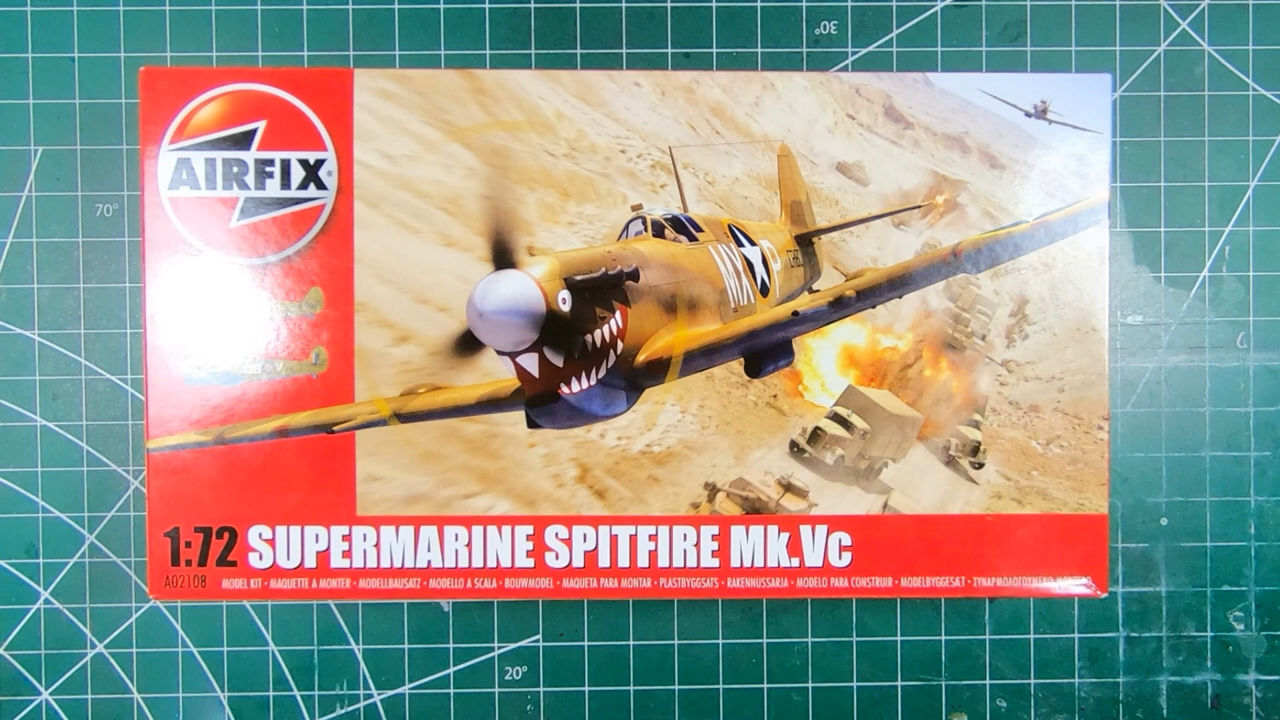 30°
AIRFIX
70°
MX P
1:72 SUPERMARINE SPITFIRE Mk.Vc
A02108 MODEL KIT • MAQUETTE A MONTER • MODELLBAUSATZ • MODELLO A SCALA • BOUWMODEL • MAQUETA PARA MONTAR • PLASTBYGGSATS • RAKENNUSSARJA • MODELO PARA CONSTRUIR • MODELBYGGESÆT • ΣΥΝΑΡΜΟΛΟΓΟΥΜΕΝΟ
20°